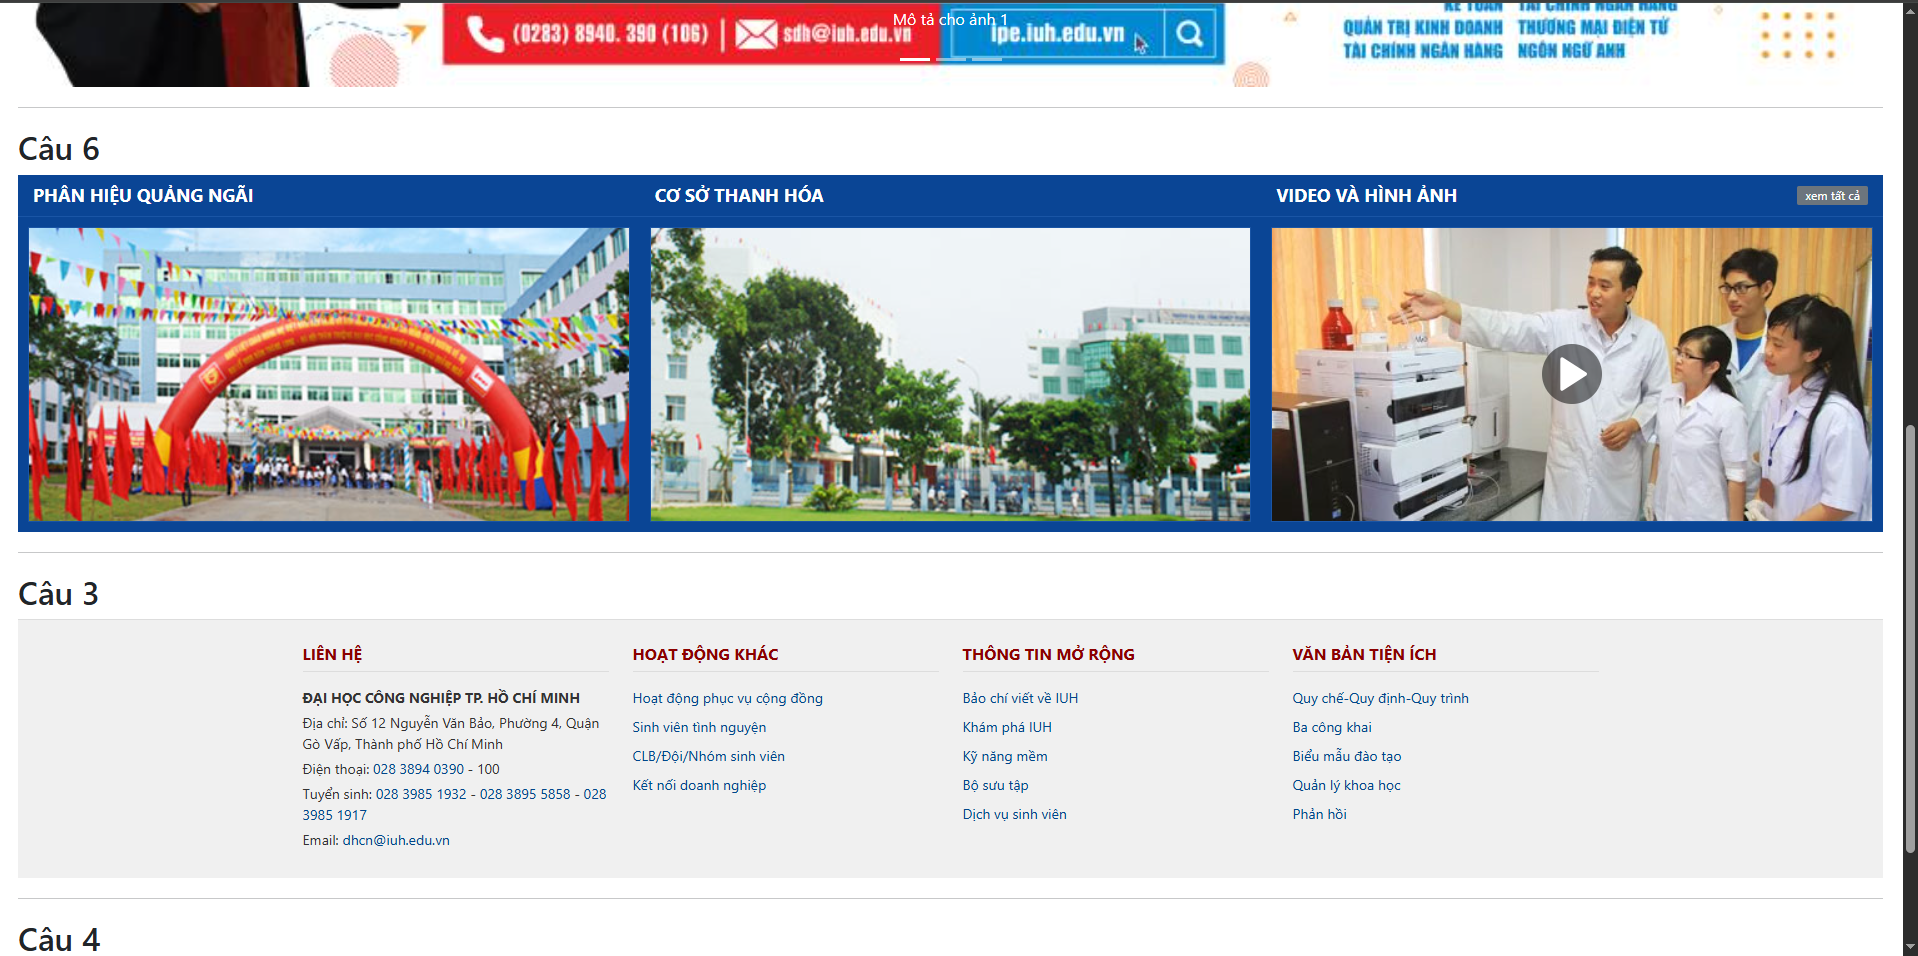 Mô tả cho ảnh 1
KẾ TOÁN TÀI CHÍNH NGÂN HÀNG
(0283) 8940. 390 (106) | sdh@iuh.edu.vn ipe.iuh.edu.vn
QUẢN TRỊ KINH DOANH THƯƠNG MẠI ĐIỆN TỬ
TÀI CHÍNH NGÂN HÀNG NGÔN NGỮ ANH
Câu 6
PHÂN HIỆU QUẢNG NGÃI
CƠ SỞ THANH HÓA
VIDEO VÀ HÌNH ẢNH
xem tất cả
Câu 3
LIÊN HỆ
ĐẠI HỌC CÔNG NGHIỆP TP. HỒ CHÍ MINH
Địa chỉ: Số 12 Nguyễn Văn Bảo, Phường 4, Quận
Gò Vấp, Thành phố Hồ Chí Minh
Điện thoại: 028 3894 0390 - 100
Tuyển sinh: 028 3985 1932 - 028 3895 5858 - 028
3985 1917
Email: dhcn@iuh.edu.vn
HOẠT ĐỘNG KHÁC
Hoạt động phục vụ cộng đồng
Sinh viên tình nguyện
CLB/Đội/Nhóm sinh viên
Kết nối doanh nghiệp
THÔNG TIN MỞ RỘNG
Báo chí viết về IUH
Khám phá IUH
Kỹ năng mềm
Bộ sưu tập
Dịch vụ sinh viên
VĂN BẢN TIỆN ÍCH
Quy chế-Quy định-Quy trình
Ba công khai
Biểu mẫu đào tạo
Quản lý khoa học
Phản hồi
Câu 4